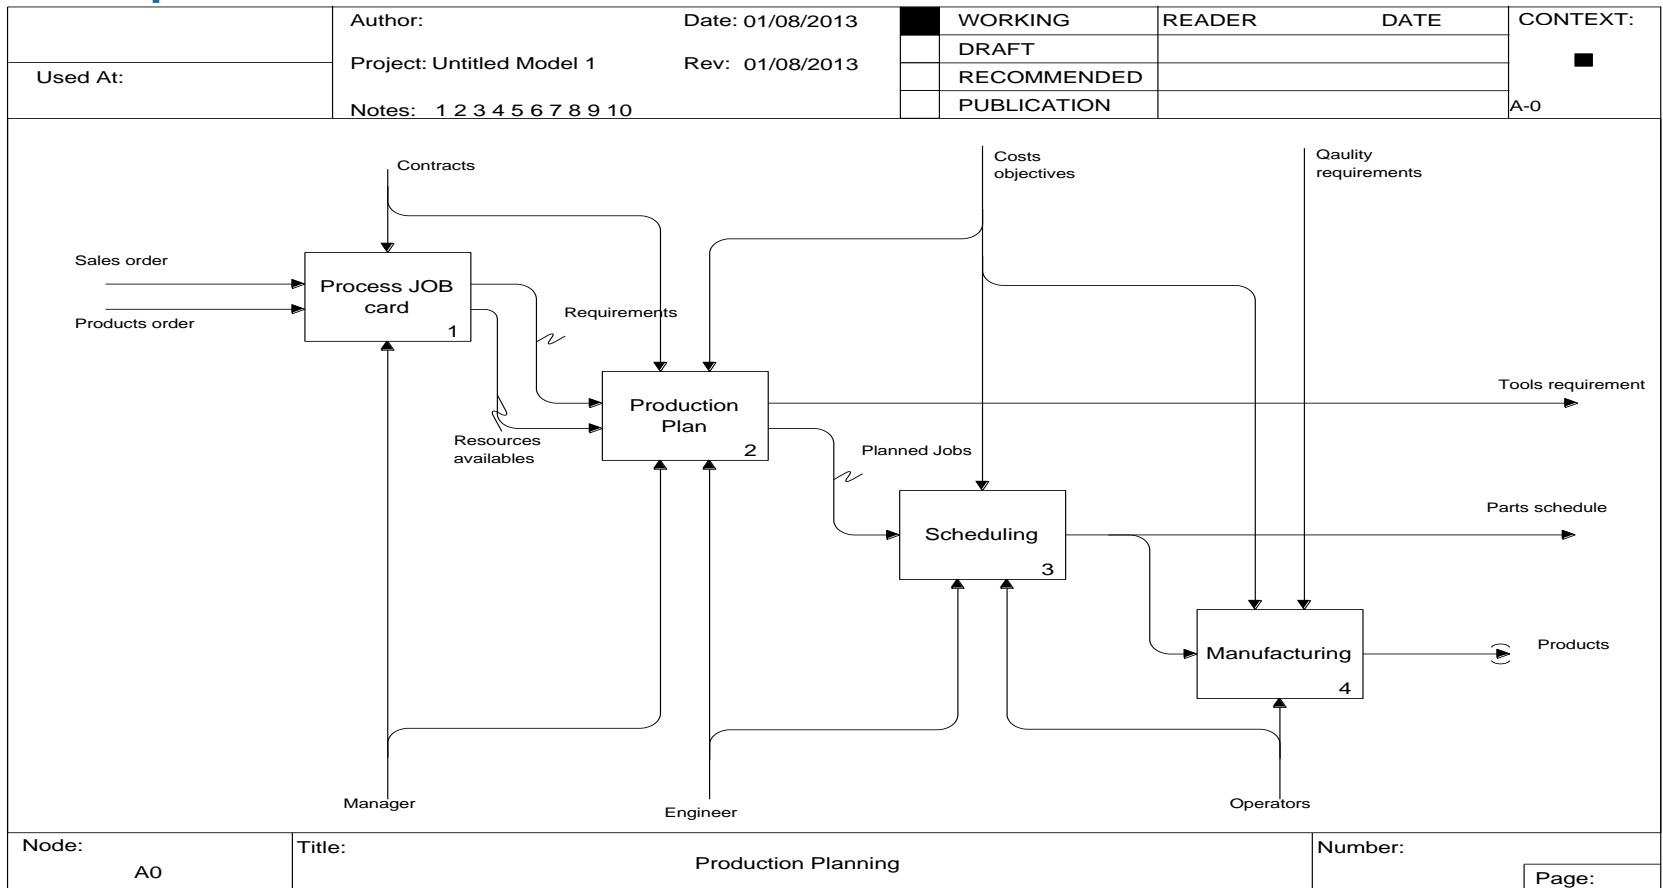 Author:
Date: 01/08/2013
WORKING
READER
DATE
CONTEXT:
DRAFT
Used At:
Project: Untitled Model 1
Rev: 01/08/2013
RECOMMENDED
Notes: 1 2 3 4 5 6 7 8 9 10
PUBLICATION
A-0
Contracts
Costs
objectives
Qaulity
requirements
Sales order
Products order
Process JOB
card
1
Requirements
Resources
availables
Production
Plan
2
Tools requirement
Planned Jobs
Scheduling
3
Parts schedule
Manufacturing
4
Products
Manager
Engineer
Operators
Node:
A0
Title:
Production Planning
Number:
Page: